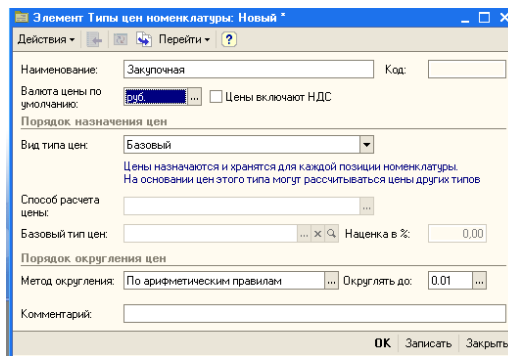 Элемент Типы цен номенклатуры: Новый *
Действия Перейти ?
Наименование: Закупочная Код:
Валюта цены по умолчанию: руб. ... Цены включают НДС
Порядок назначения цен
Вид типа цен: Базовый
Цены назначаются и хранятся для каждой позиции номенклатуры.
На основании цен этого типа могут рассчитываться цены других типов
Способ расчета цены: ...
Базовый тип цен: ... Наценка в %: 0,00
Порядок округления цен
Метод округления: По арифметическим правилам ... Округлять до: 0.01 ...
Комментарий:
OK Записать Закрыть